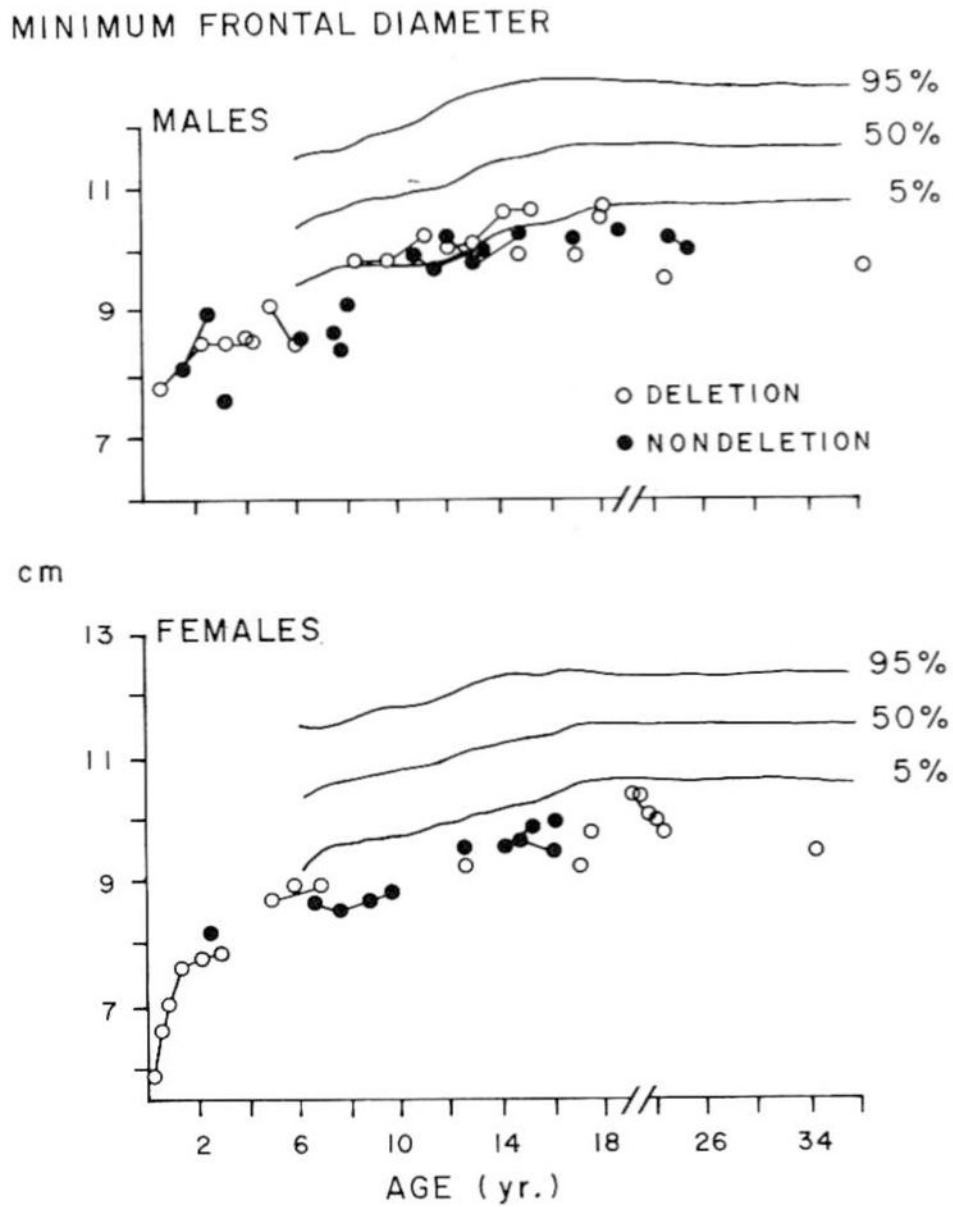 MINIMUM FRONTAL DIAMETER
95%
MALES
50%
11
5%
9
DELETION
7
NONDELETION
cm
13
FEMALES
95%
50%
11
5%
9
7
2 6 10 14 18 26 34
AGE (yr.)